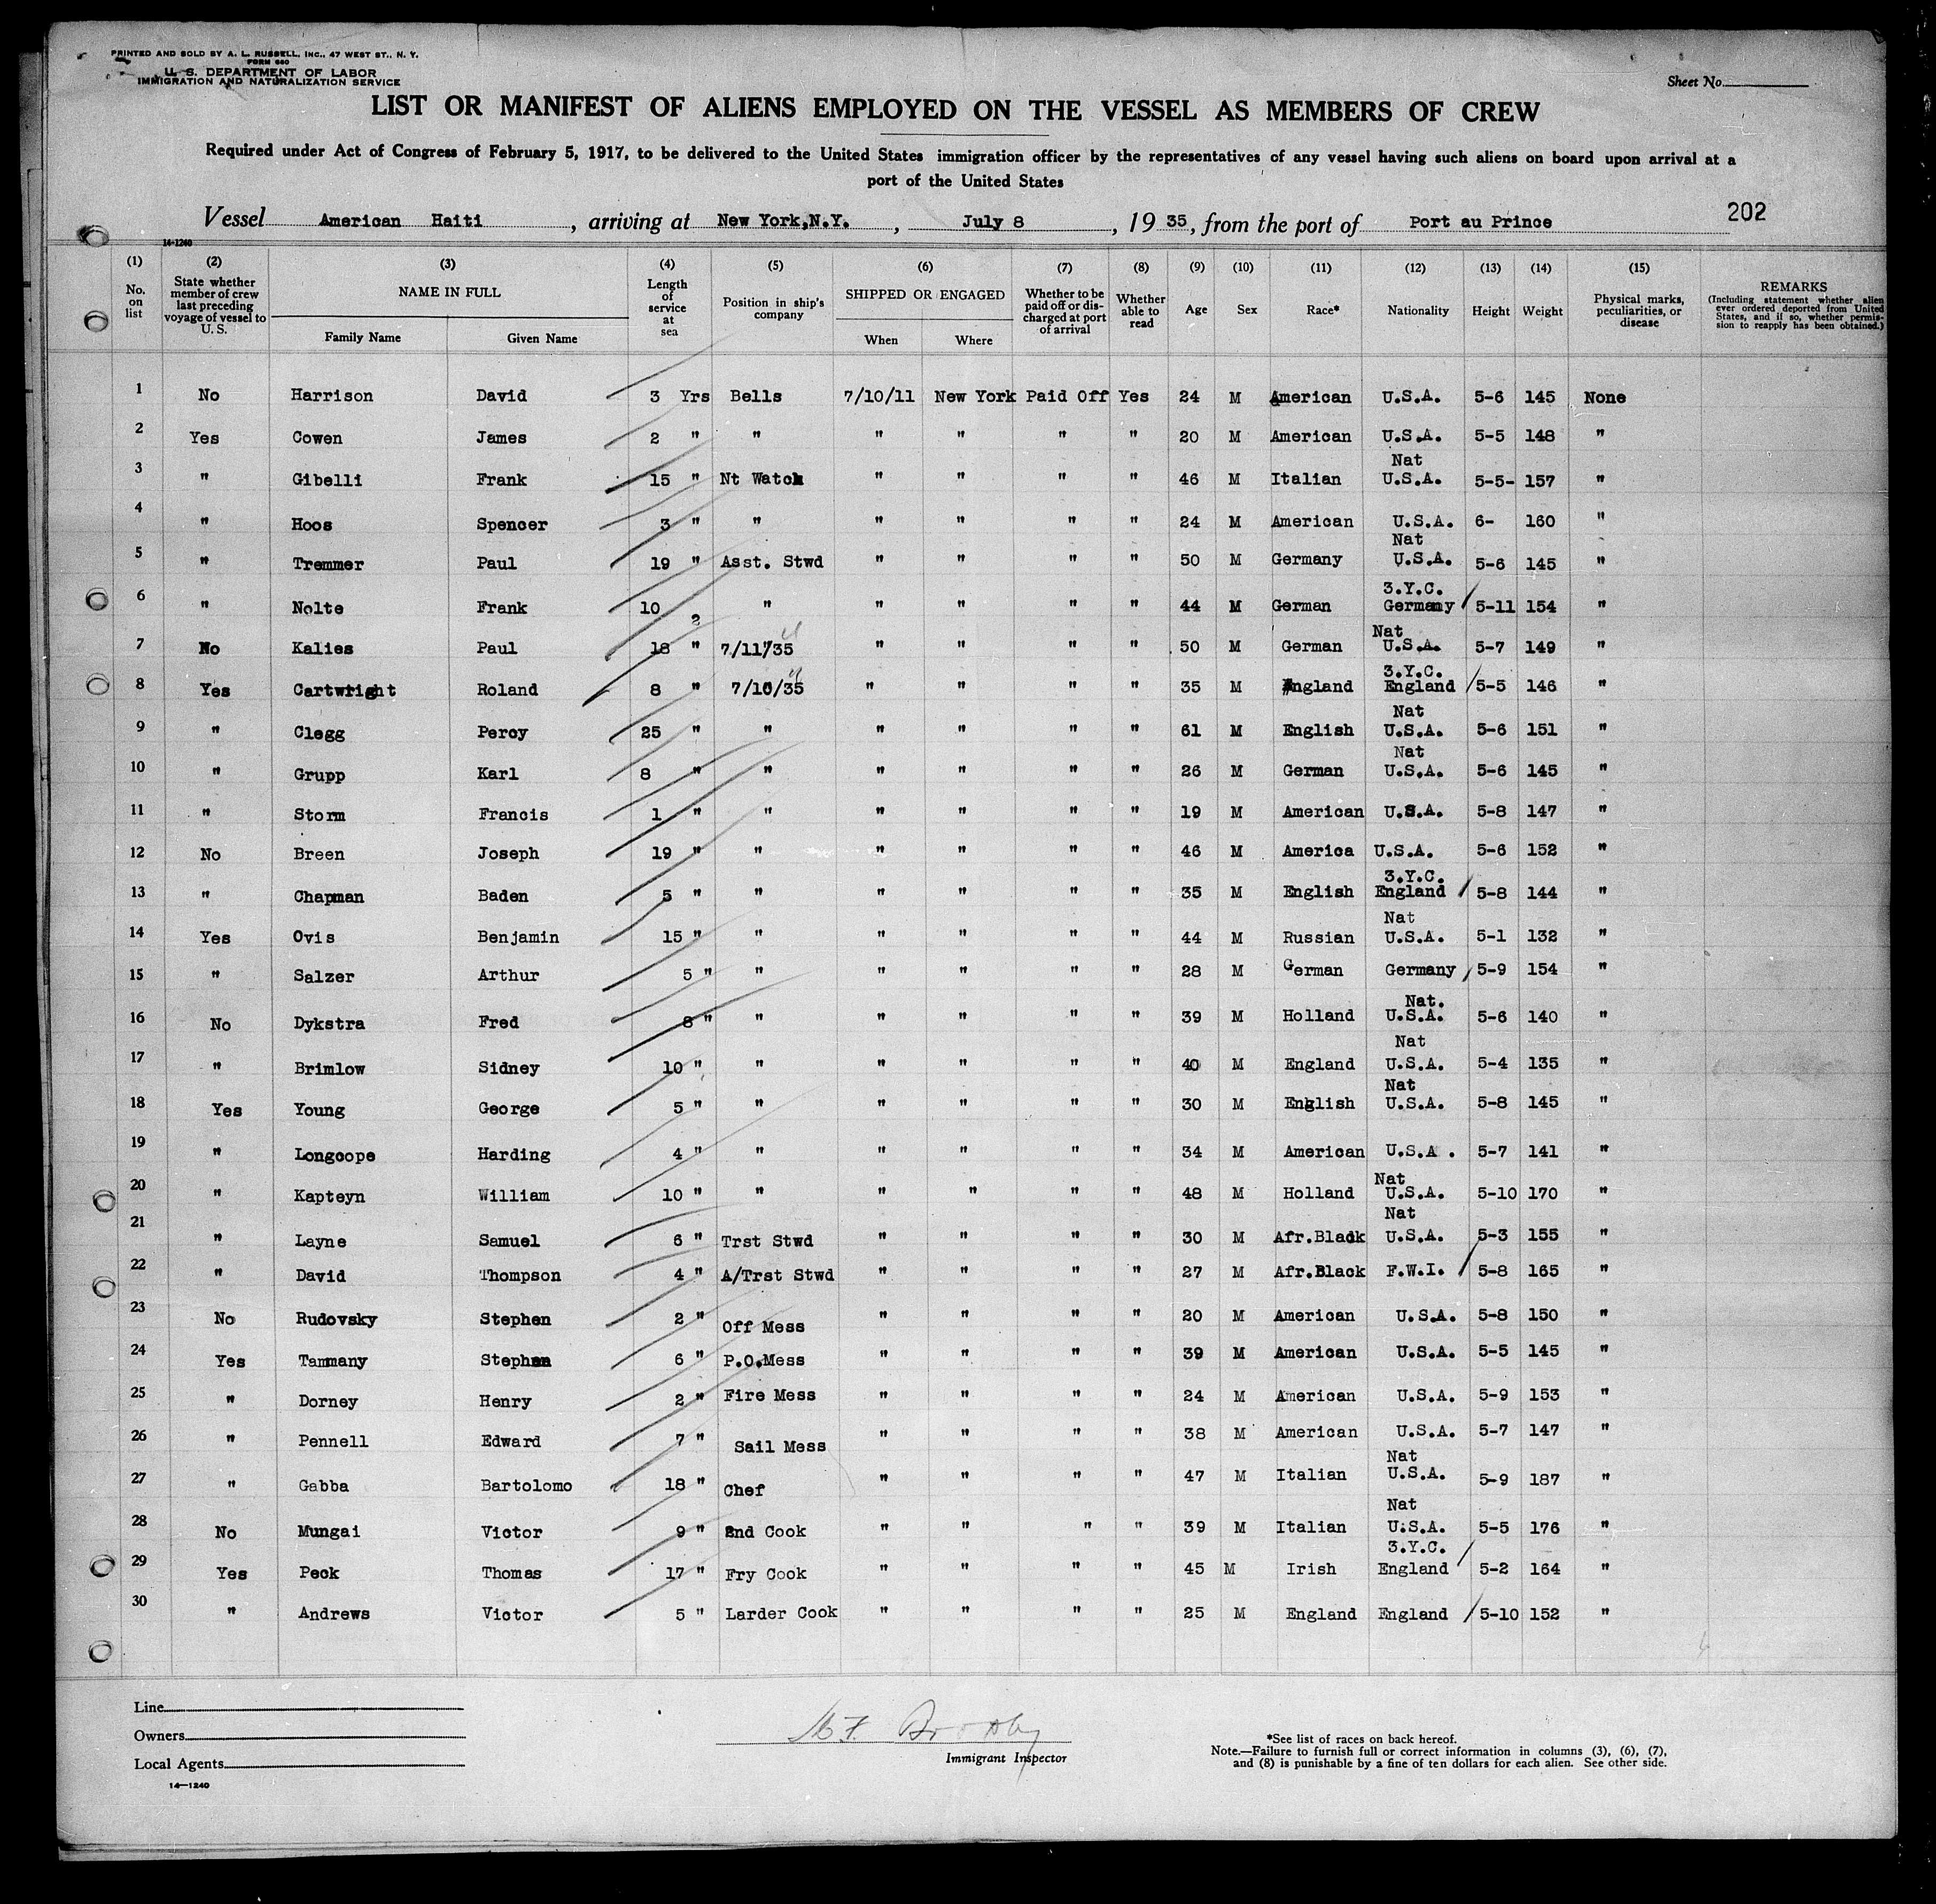 PRINTED AND SOLD BY A. L. RUSSELL, INC., 47 WEST ST., N. Y.
FORM 680
U. S. DEPARTMENT OF LABOR
IMMIGRATION AND NATURALIZATION SERVICE
Sheet No.
LIST OR MANIFEST OF ALIENS EMPLOYED ON THE VESSEL AS MEMBERS OF CREW
Required under Act of Congress of February 5, 1917, to be delivered to the United States immigration officer by the representatives of any vessel having such aliens on board upon arrival at a
port of the United States
Vessel American Haiti, arriving at New York,N.Y., July 8, 19 35, from the port of Port au Prince 202
14-1240
(1) No. on list (2) State whether member of crew last preceding voyage of vessel to U. S. (3) NAME IN FULL Family Name Given Name (4) Length of service at sea (5) Position in ship's company (6) SHIPPED OR ENGAGED When Where (7) Whether to be paid off or discharged at port of arrival (8) Whether able to read (9) Age (10) Sex (11) Race* (12) Nationality (13) Height (14) Weight (15) Physical marks, peculiarities, or disease REMARKS (Including statement whether alien ever ordered deported from United States, and if so, whether permission to reapply has been obtained.)
1 No Harrison David 3 Yrs Bells 7/10/11 New York Paid Off Yes 24 M American U.S.A. 5-6 145 None
2 Yes Cowen James 2 " " " " " " 20 M American U.S.A. 5-5 148 "
3 " Gibelli Frank 15 " Nt Watch " " " " 46 M Italian Nat U.S.A. 5-5- 157 "
4 " Hoos Spencer 3 " " " " " " 24 M American U.S.A. 6- 160 "
5 " Tremmer Paul 19 " Asst. Stwd " " " " 50 M Germany Nat U.S.A. 5-6 145 "
6 " Nolte Frank 10 2 " " " " " 44 M German 3.Y.C. Germany 5-11 154 "
7 No Kalies Paul 18 " 7/11/35 " " " " 50 M German Nat U.S.A. 5-7 149 "
8 Yes Cartwright Roland 8 " 7/10/35 " " " " 35 M England 3.Y.C. England 5-5 146 "
9 " Clegg Percy 25 " " " " " " 61 M English Nat U.S.A. 5-6 151 "
10 " Grupp Karl 8 " " " " " " 26 M German Nat U.S.A. 5-6 145 "
11 " Storm Francis 1 " " " " " " 19 M American U.S.A. 5-8 147 "
12 No Breen Joseph 19 " " " " " " 46 M America U.S.A. 5-6 152 "
13 " Chapman Baden 5 " " " " " " 35 M English 3.Y.C. England 5-8 144 "
14 Yes Ovis Benjamin 15 " " " " " " 44 M Russian Nat U.S.A. 5-1 132 "
15 " Salzer Arthur 5 " " " " " " 28 M German Germany 5-9 154 "
16 No Dykstra Fred 8 " " " " " " 39 M Holland Nat. U.S.A. 5-6 140 "
17 " Brimlow Sidney 10 " " " " " " 40 M England Nat U.S.A. 5-4 135 "
18 Yes Young George 5 " " " " " " 30 M English Nat U.S.A. 5-8 145 "
19 " Longcope Harding 4 " " " " " " 34 M American U.S.A . 5-7 141 "
20 " Kapteyn William 10 " " " " " " 48 M Holland Nat U.S.A. 5-10 170 "
21 " Layne Samuel 6 " Trst Stwd " " " " 30 M Afr.Black Nat U.S.A. 5-3 155 "
22 " David Thompson 4 " A/Trst Stwd " " " " 27 M Afr.Black F.W.I. 5-8 165 "
23 No Rudovsky Stephen 2 " Off Mess " " " " 20 M American U.S.A. 5-8 150 "
24 Yes Tammany Stephen 6 " P.O.Mess " " " " 39 M American U.S.A. 5-5 145 "
25 " Dorney Henry 2 " Fire Mess " " " " 24 M American U.S.A. 5-9 153 "
26 " Pennell Edward 7 " Sail Mess " " " " 38 M American U.S.A. 5-7 147 "
27 " Gabba Bartolomo 18 " Chef " " " " 47 M Italian Nat U.S.A. 5-9 187 "
28 No Mungai Victor 9 " 2nd Cook " " " " 39 M Italian Nat U.S.A. 5-5 176 "
29 Yes Peck Thomas 17 " Fry Cook " " " " 45 M Irish 3.Y.C. England 5-2 164 "
30 " Andrews Victor 5 " Larder Cook " " " " 25 M England England 5-10 152 "
Line
Owners
Local Agents
14—1240
Immigrant Inspector
*See list of races on back hereof.
Note.—Failure to furnish full or correct information in columns (3), (6), (7),
and (8) is punishable by a fine of ten dollars for each alien. See other side.